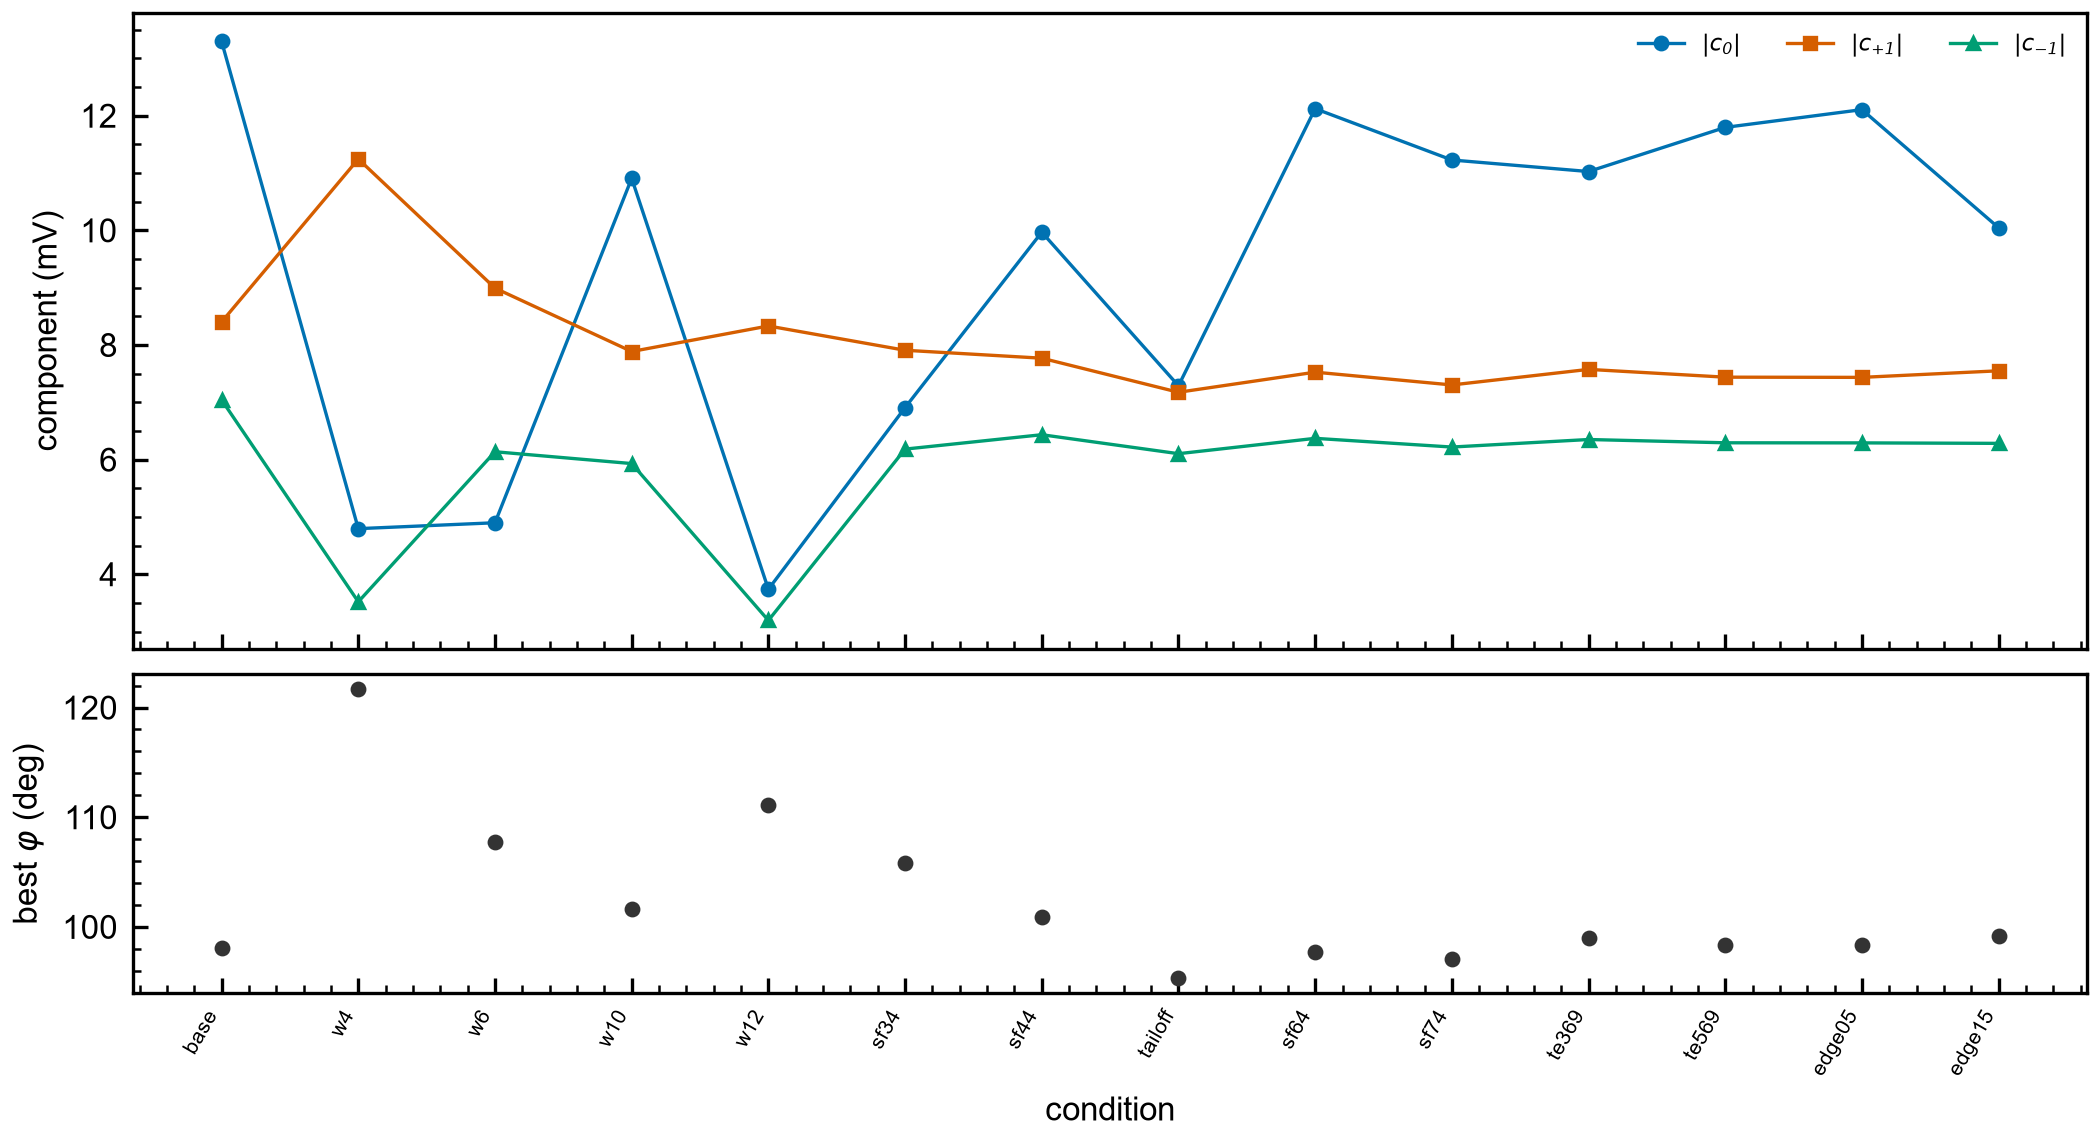 |c₀| |c₊₁| |c₋₁|
component (mV)
12
10
8
6
4
best φ (deg)
120
110
100
base w4 w6 w10 w12 sf34 sf44 tailoff sf64 sf74 te369 te569 edge05 edge15
condition